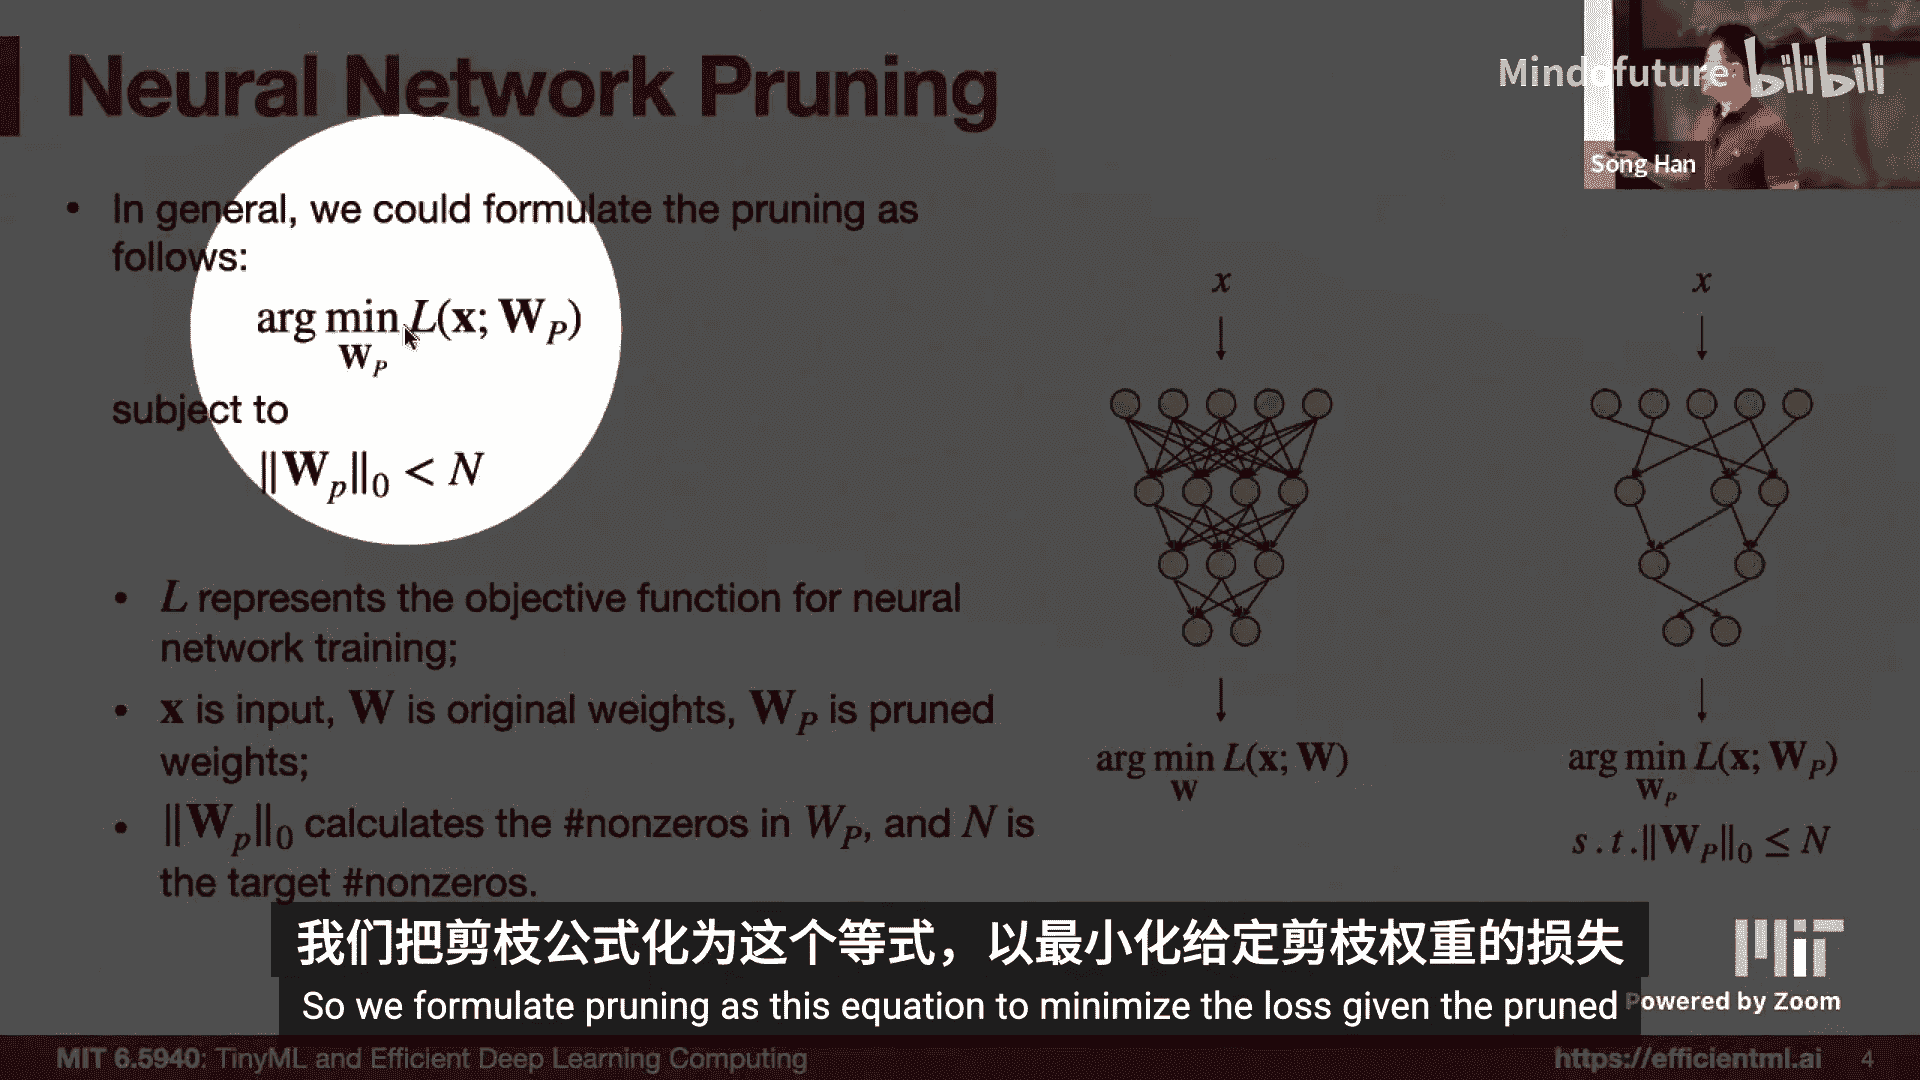 Neural Network Pruning
Mindofuture bilibili
Song Han
• In general, we could formulate the pruning as
follows:
arg min L(x; W_P)
W_P
subject to
‖W_p‖₀ < N
• L represents the objective function for neural
network training;
• x is input, W is original weights, W_P is pruned
weights;
• ‖W_p‖₀ calculates the #nonzeros in W_P, and N is
the target #nonzeros.
x
arg min L(x; W)
W
x
arg min L(x; W_P)
W_P
s.t.‖W_P‖₀ ≤ N
我们把剪枝公式化为这个等式，以最小化给定剪枝权重的损失
So we formulate pruning as this equation to minimize the loss given the pruned
MIT
Powered by Zoom
MIT 6.5940: TinyML and Efficient Deep Learning Computing
https://efficientml.ai
4